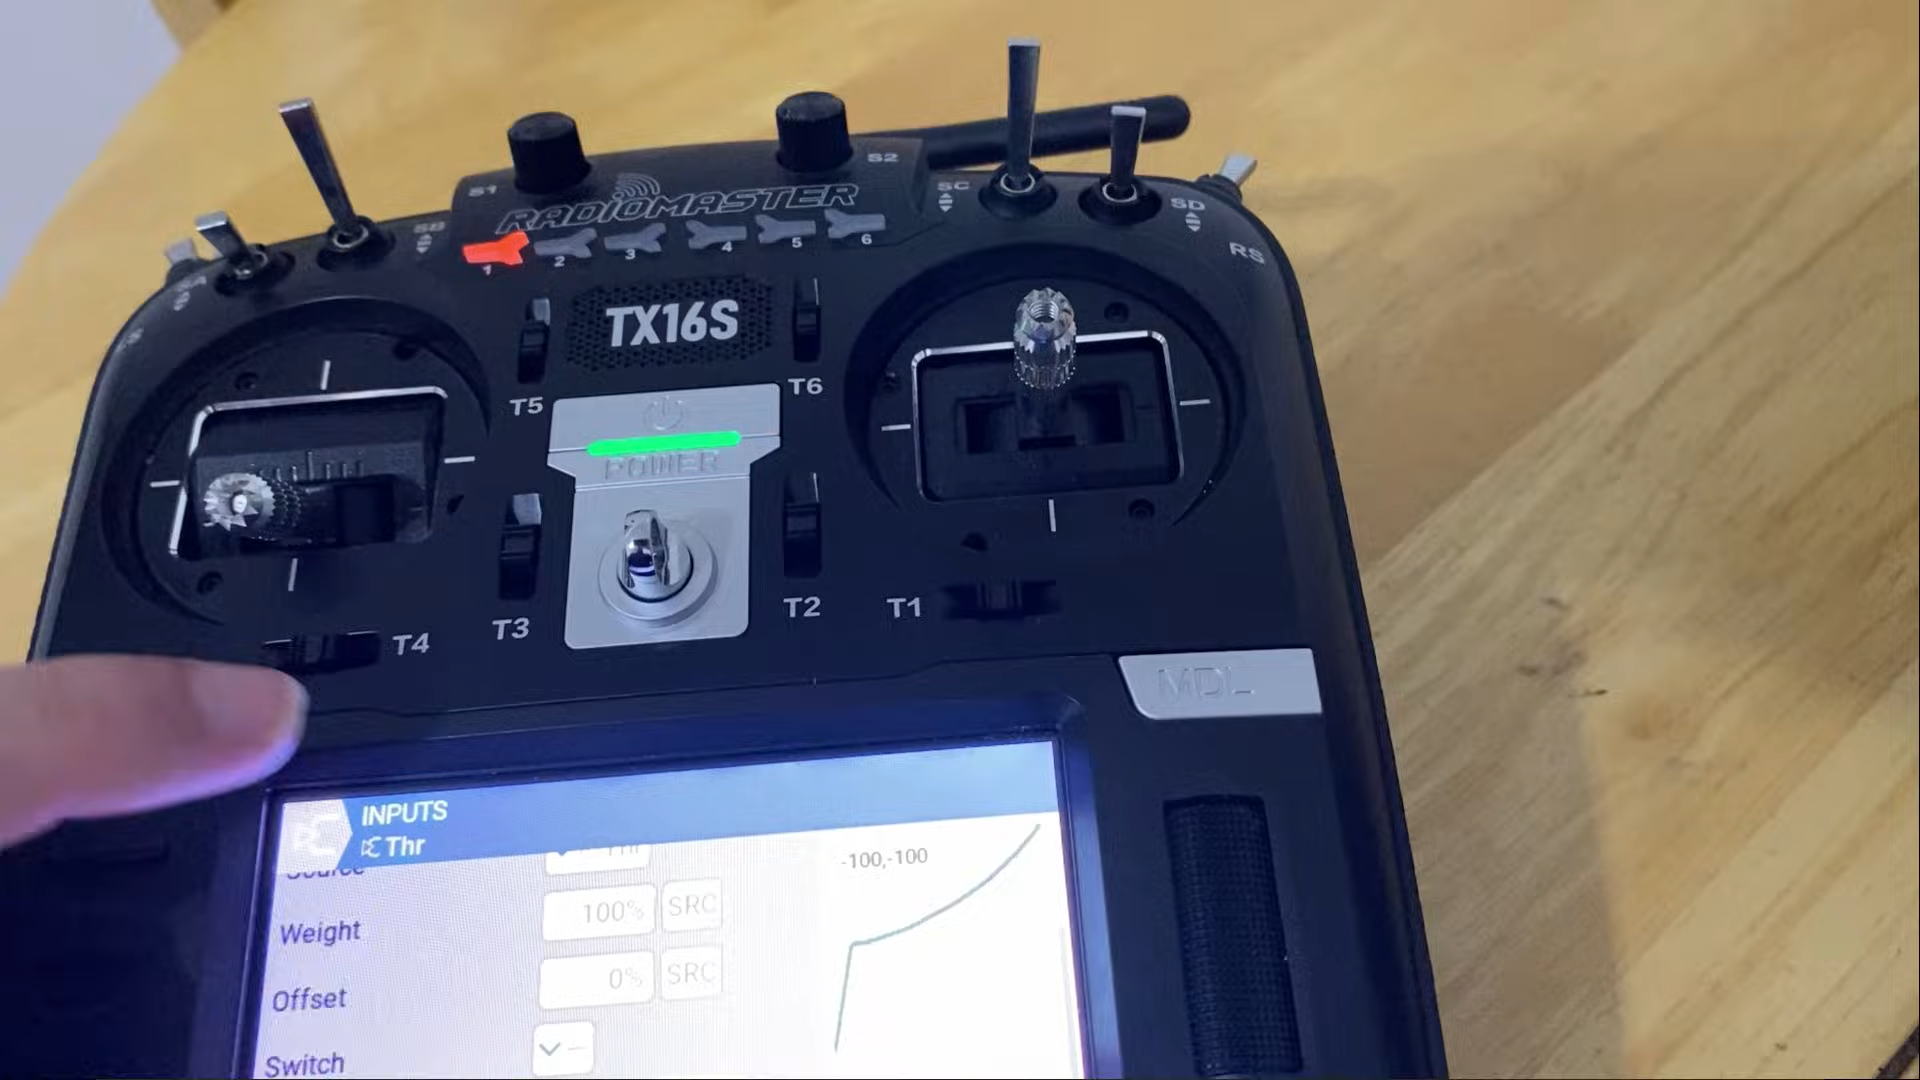 S1
S2
SC
SB
SD
RADIOMASTER
RS
1 2 3 4 5 6
TX16S
T5
T6
POWER
T3
T2
T1
T4
MDL
INPUTS
Thr
Source
-100,-100
Weight
100%
SRC
Offset
0%
SRC
Switch